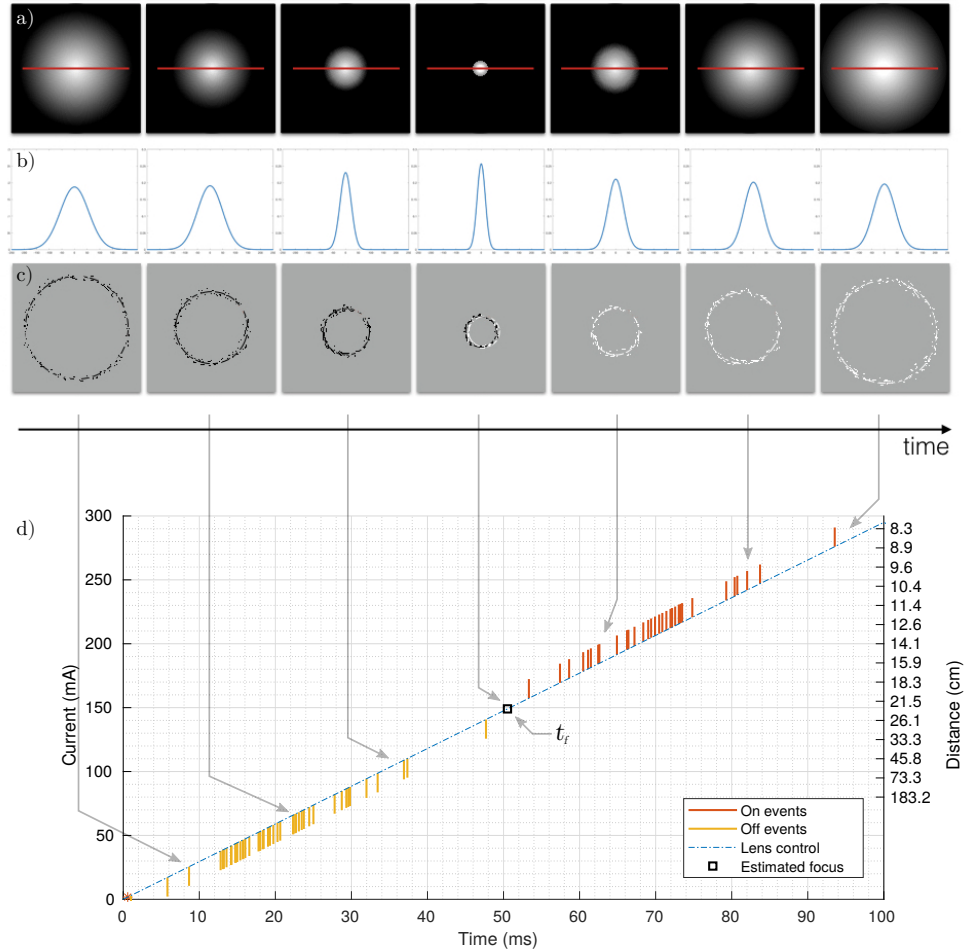 a)
b)
c)
time
d)
300
250
200
150
100
50
0
Current (mA)
8.3
8.9
9.6
10.4
11.4
12.6
14.1
15.9
18.3
21.5
26.1
33.3
45.8
73.3
183.2
Distance (cm)
t_f
On events
Off events
Lens control
Estimated focus
0 10 20 30 40 50 60 70 80 90 100
Time (ms)